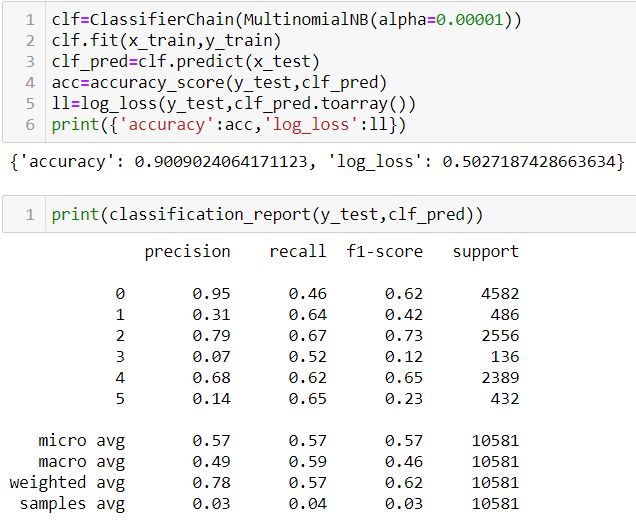 1 clf=ClassifierChain(MultinomialNB(alpha=0.00001))
2 clf.fit(x_train,y_train)
3 clf_pred=clf.predict(x_test)
4 acc=accuracy_score(y_test,clf_pred)
5 ll=log_loss(y_test,clf_pred.toarray())
6 print({'accuracy':acc,'log_loss':ll})
{'accuracy': 0.9009024064171123, 'log_loss': 0.5027187428663634}
1 print(classification_report(y_test,clf_pred))
precision recall f1-score support
0 0.95 0.46 0.62 4582
1 0.31 0.64 0.42 486
2 0.79 0.67 0.73 2556
3 0.07 0.52 0.12 136
4 0.68 0.62 0.65 2389
5 0.14 0.65 0.23 432
micro avg 0.57 0.57 0.57 10581
macro avg 0.49 0.59 0.46 10581
weighted avg 0.78 0.57 0.62 10581
samples avg 0.03 0.04 0.03 10581